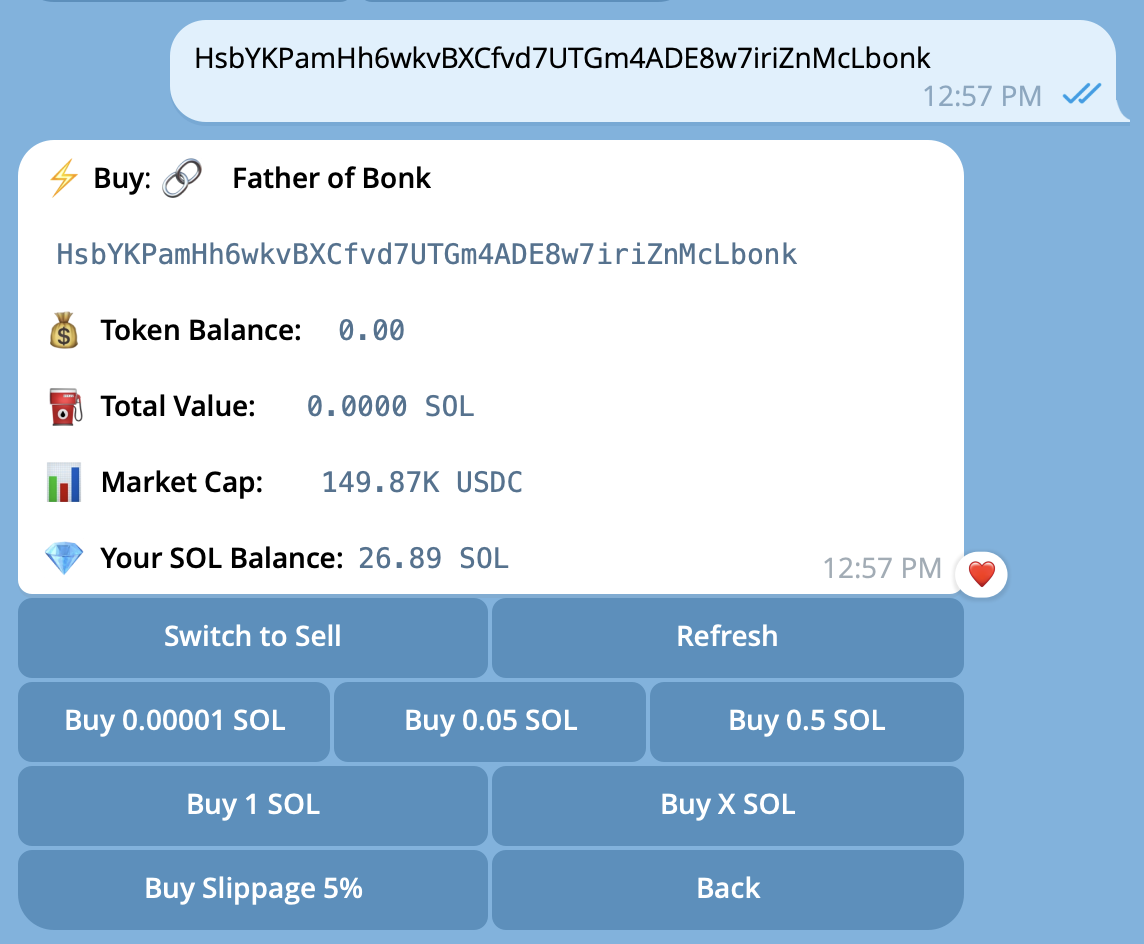 HsbYKPamHh6wkvBXCfvd7UTGm4ADE8w7iriZnMcLbonk
12:57 PM
Buy: Father of Bonk
HsbYKPamHh6wkvBXCfvd7UTGm4ADE8w7iriZnMcLbonk
Token Balance: 0.00
Total Value: 0.0000 SOL
Market Cap: 149.87K USDC
Your SOL Balance: 26.89 SOL
12:57 PM
Switch to Sell
Refresh
Buy 0.00001 SOL
Buy 0.05 SOL
Buy 0.5 SOL
Buy 1 SOL
Buy X SOL
Buy Slippage 5%
Back